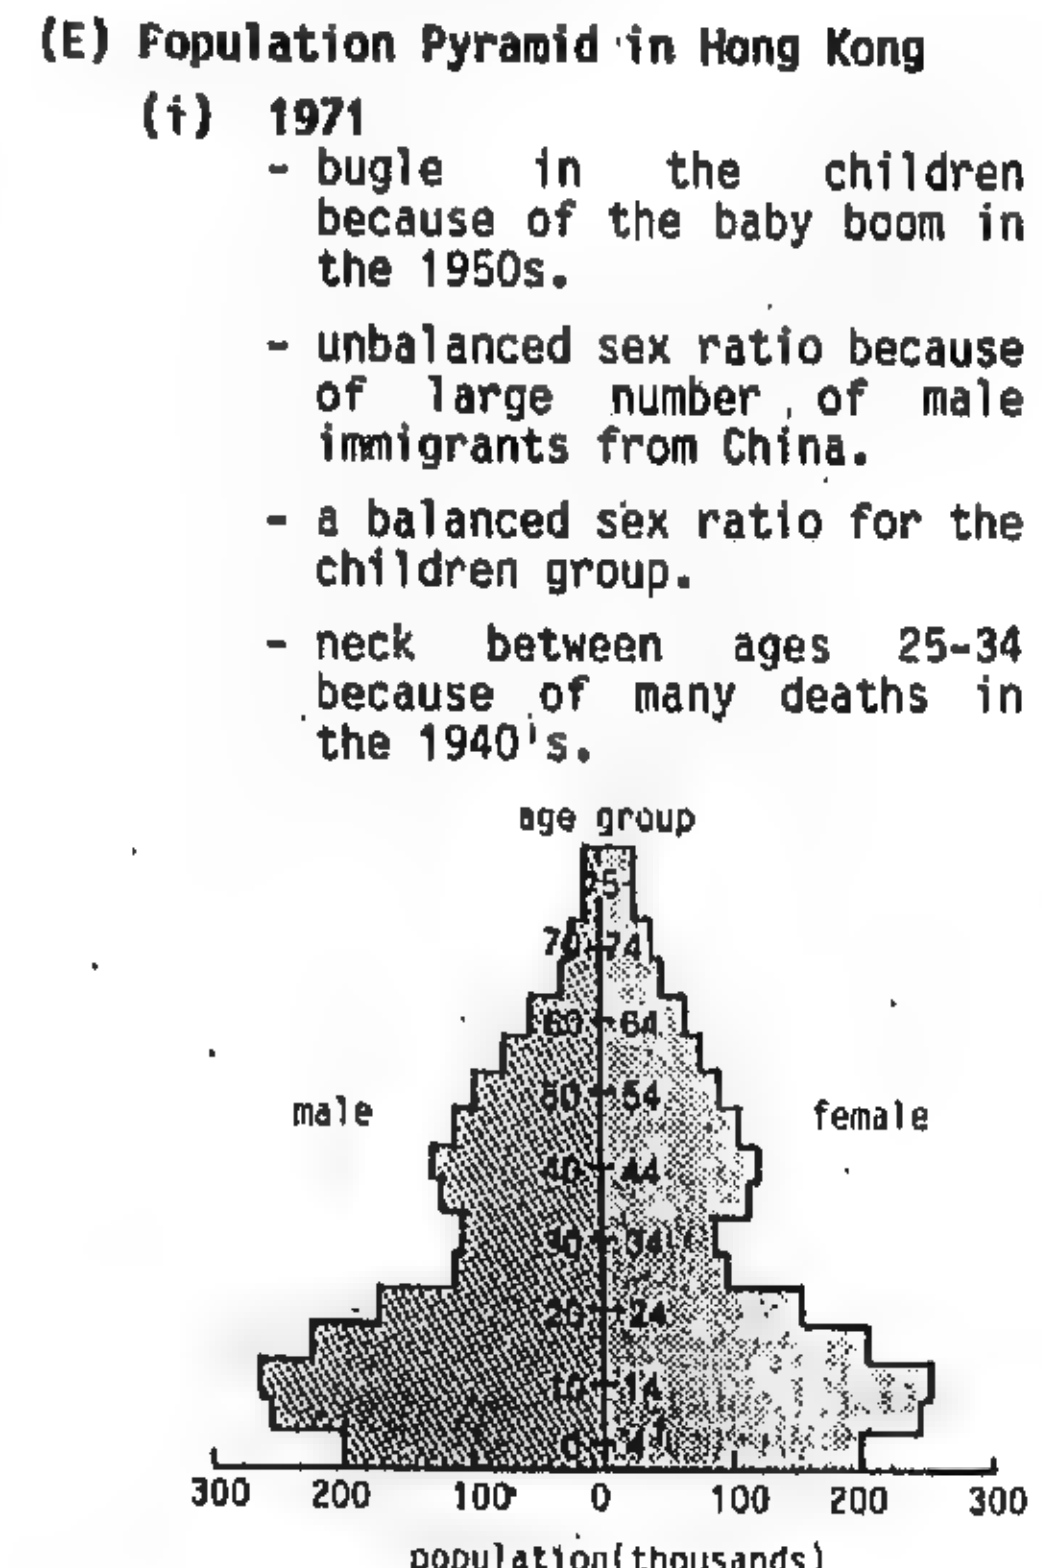 (E) Population Pyramid in Hong Kong
(i) 1971
- bugle in the children
because of the baby boom in
the 1950s.
- unbalanced sex ratio because
of large number of male
immigrants from China.
- a balanced sex ratio for the
children group.
- neck between ages 25-34
because of many deaths in
the 1940's.
age group
70 74
60 64
50 54
male
female
40 44
30 34
20 24
10 14
0 4
300 200 100 0 100 200 300
population(thousands)